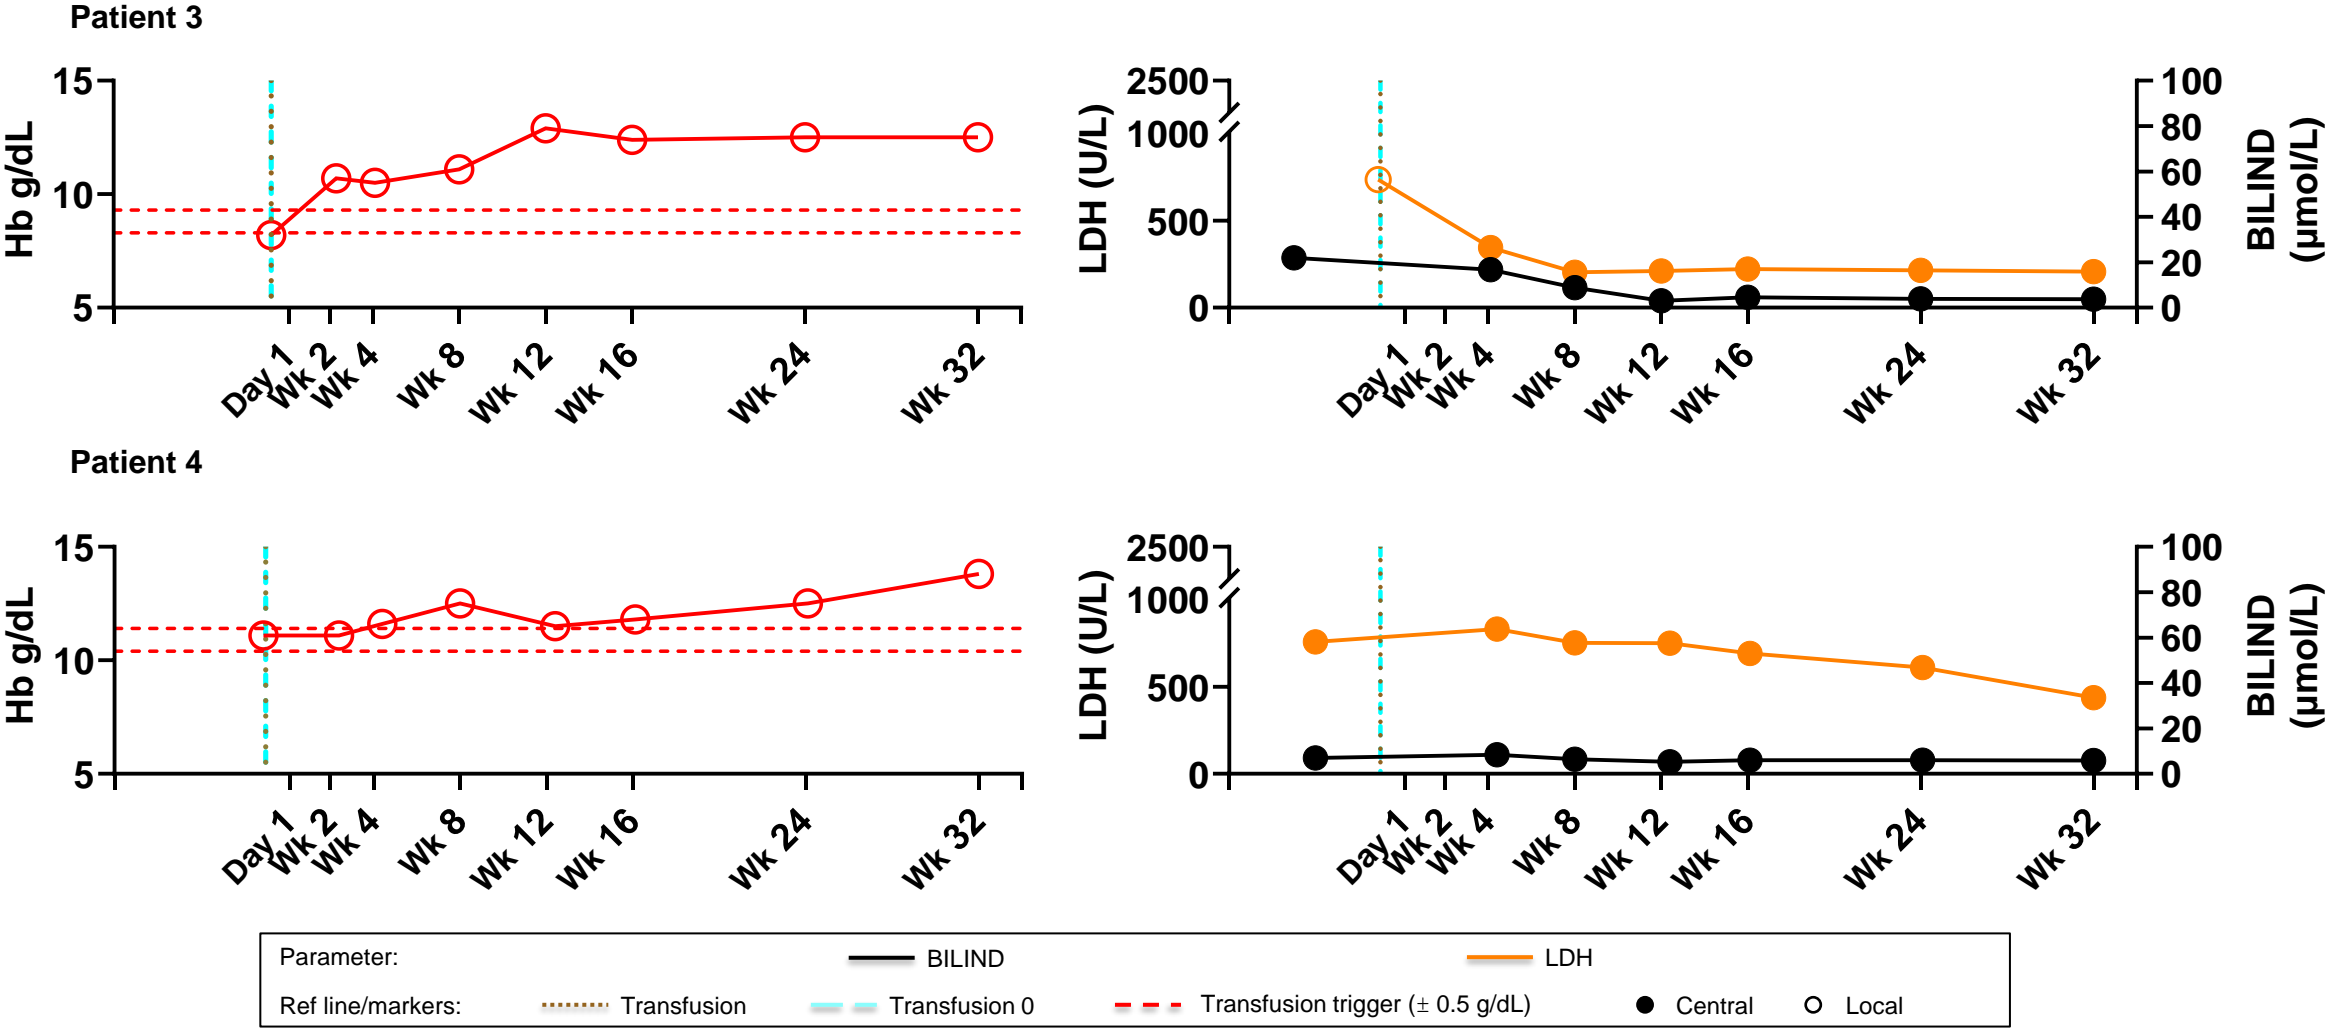 Patient 3
15
10
5
Hb g/dL
Day 1
Wk 2
Wk 4
Wk 8
Wk 12
Wk 16
Wk 24
Wk 32
2500
1000
500
0
LDH (U/L)
100
80
60
40
20
0
BILIND
(µmol/L)
Day 1
Wk 2
Wk 4
Wk 8
Wk 12
Wk 16
Wk 24
Wk 32
Patient 4
15
10
5
Hb g/dL
Day 1
Wk 2
Wk 4
Wk 8
Wk 12
Wk 16
Wk 24
Wk 32
2500
1000
500
0
LDH (U/L)
100
80
60
40
20
0
BILIND
(µmol/L)
Day 1
Wk 2
Wk 4
Wk 8
Wk 12
Wk 16
Wk 24
Wk 32
Parameter: BILIND LDH
Ref line/markers: Transfusion Transfusion 0 Transfusion trigger (± 0.5 g/dL) Central Local